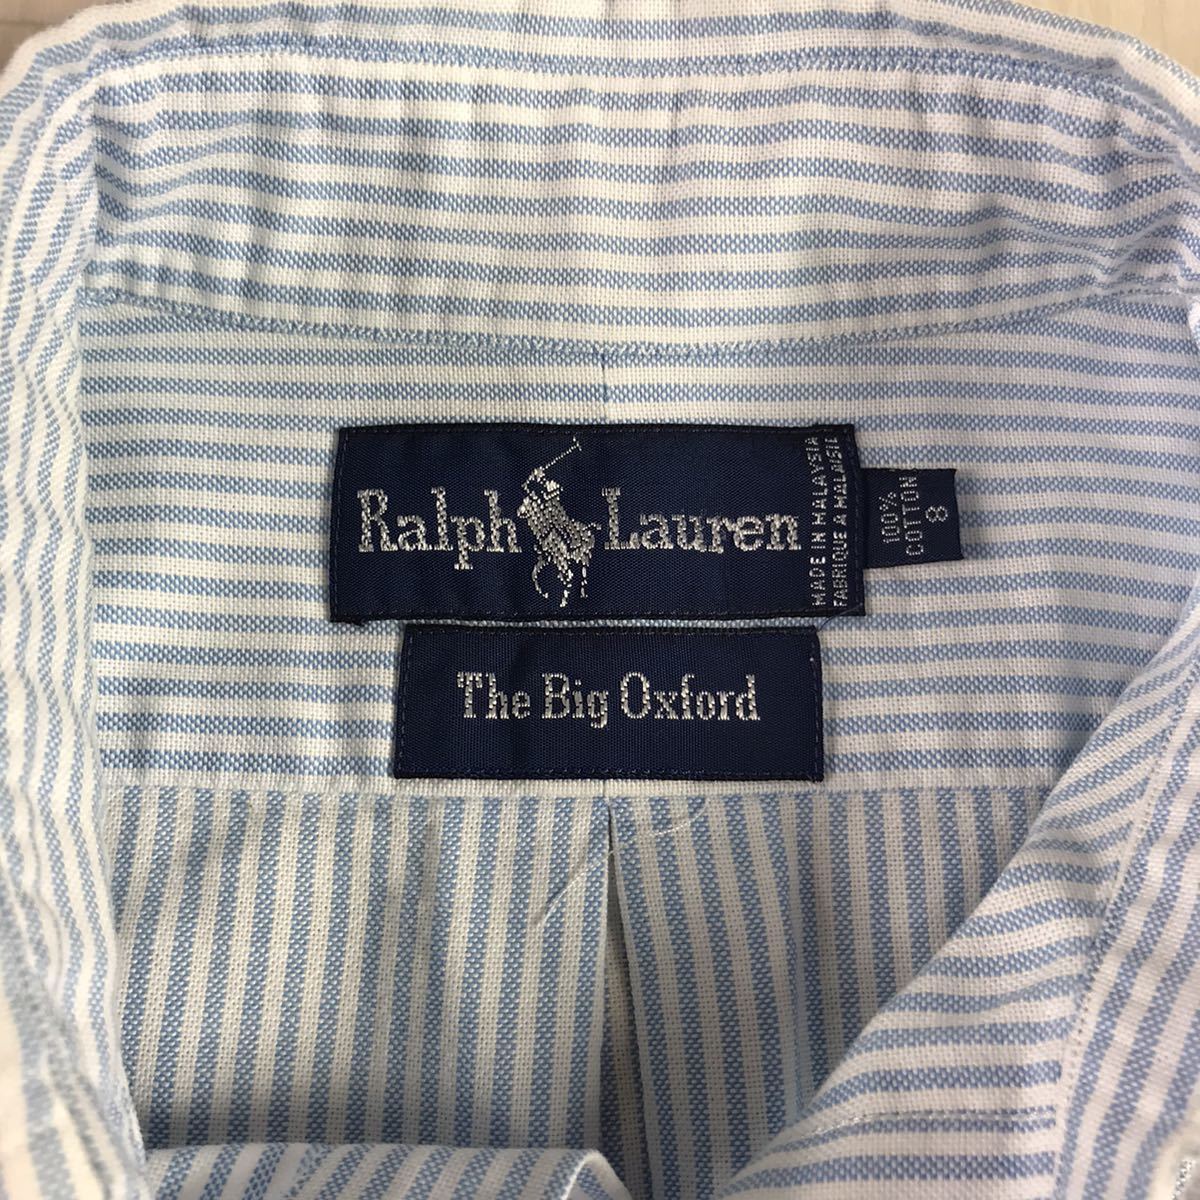 Ralph Lauren
MADE IN MALAYSIA
FABRIQUE A MALAISIE
100%
COTTON
8
The Big Oxford